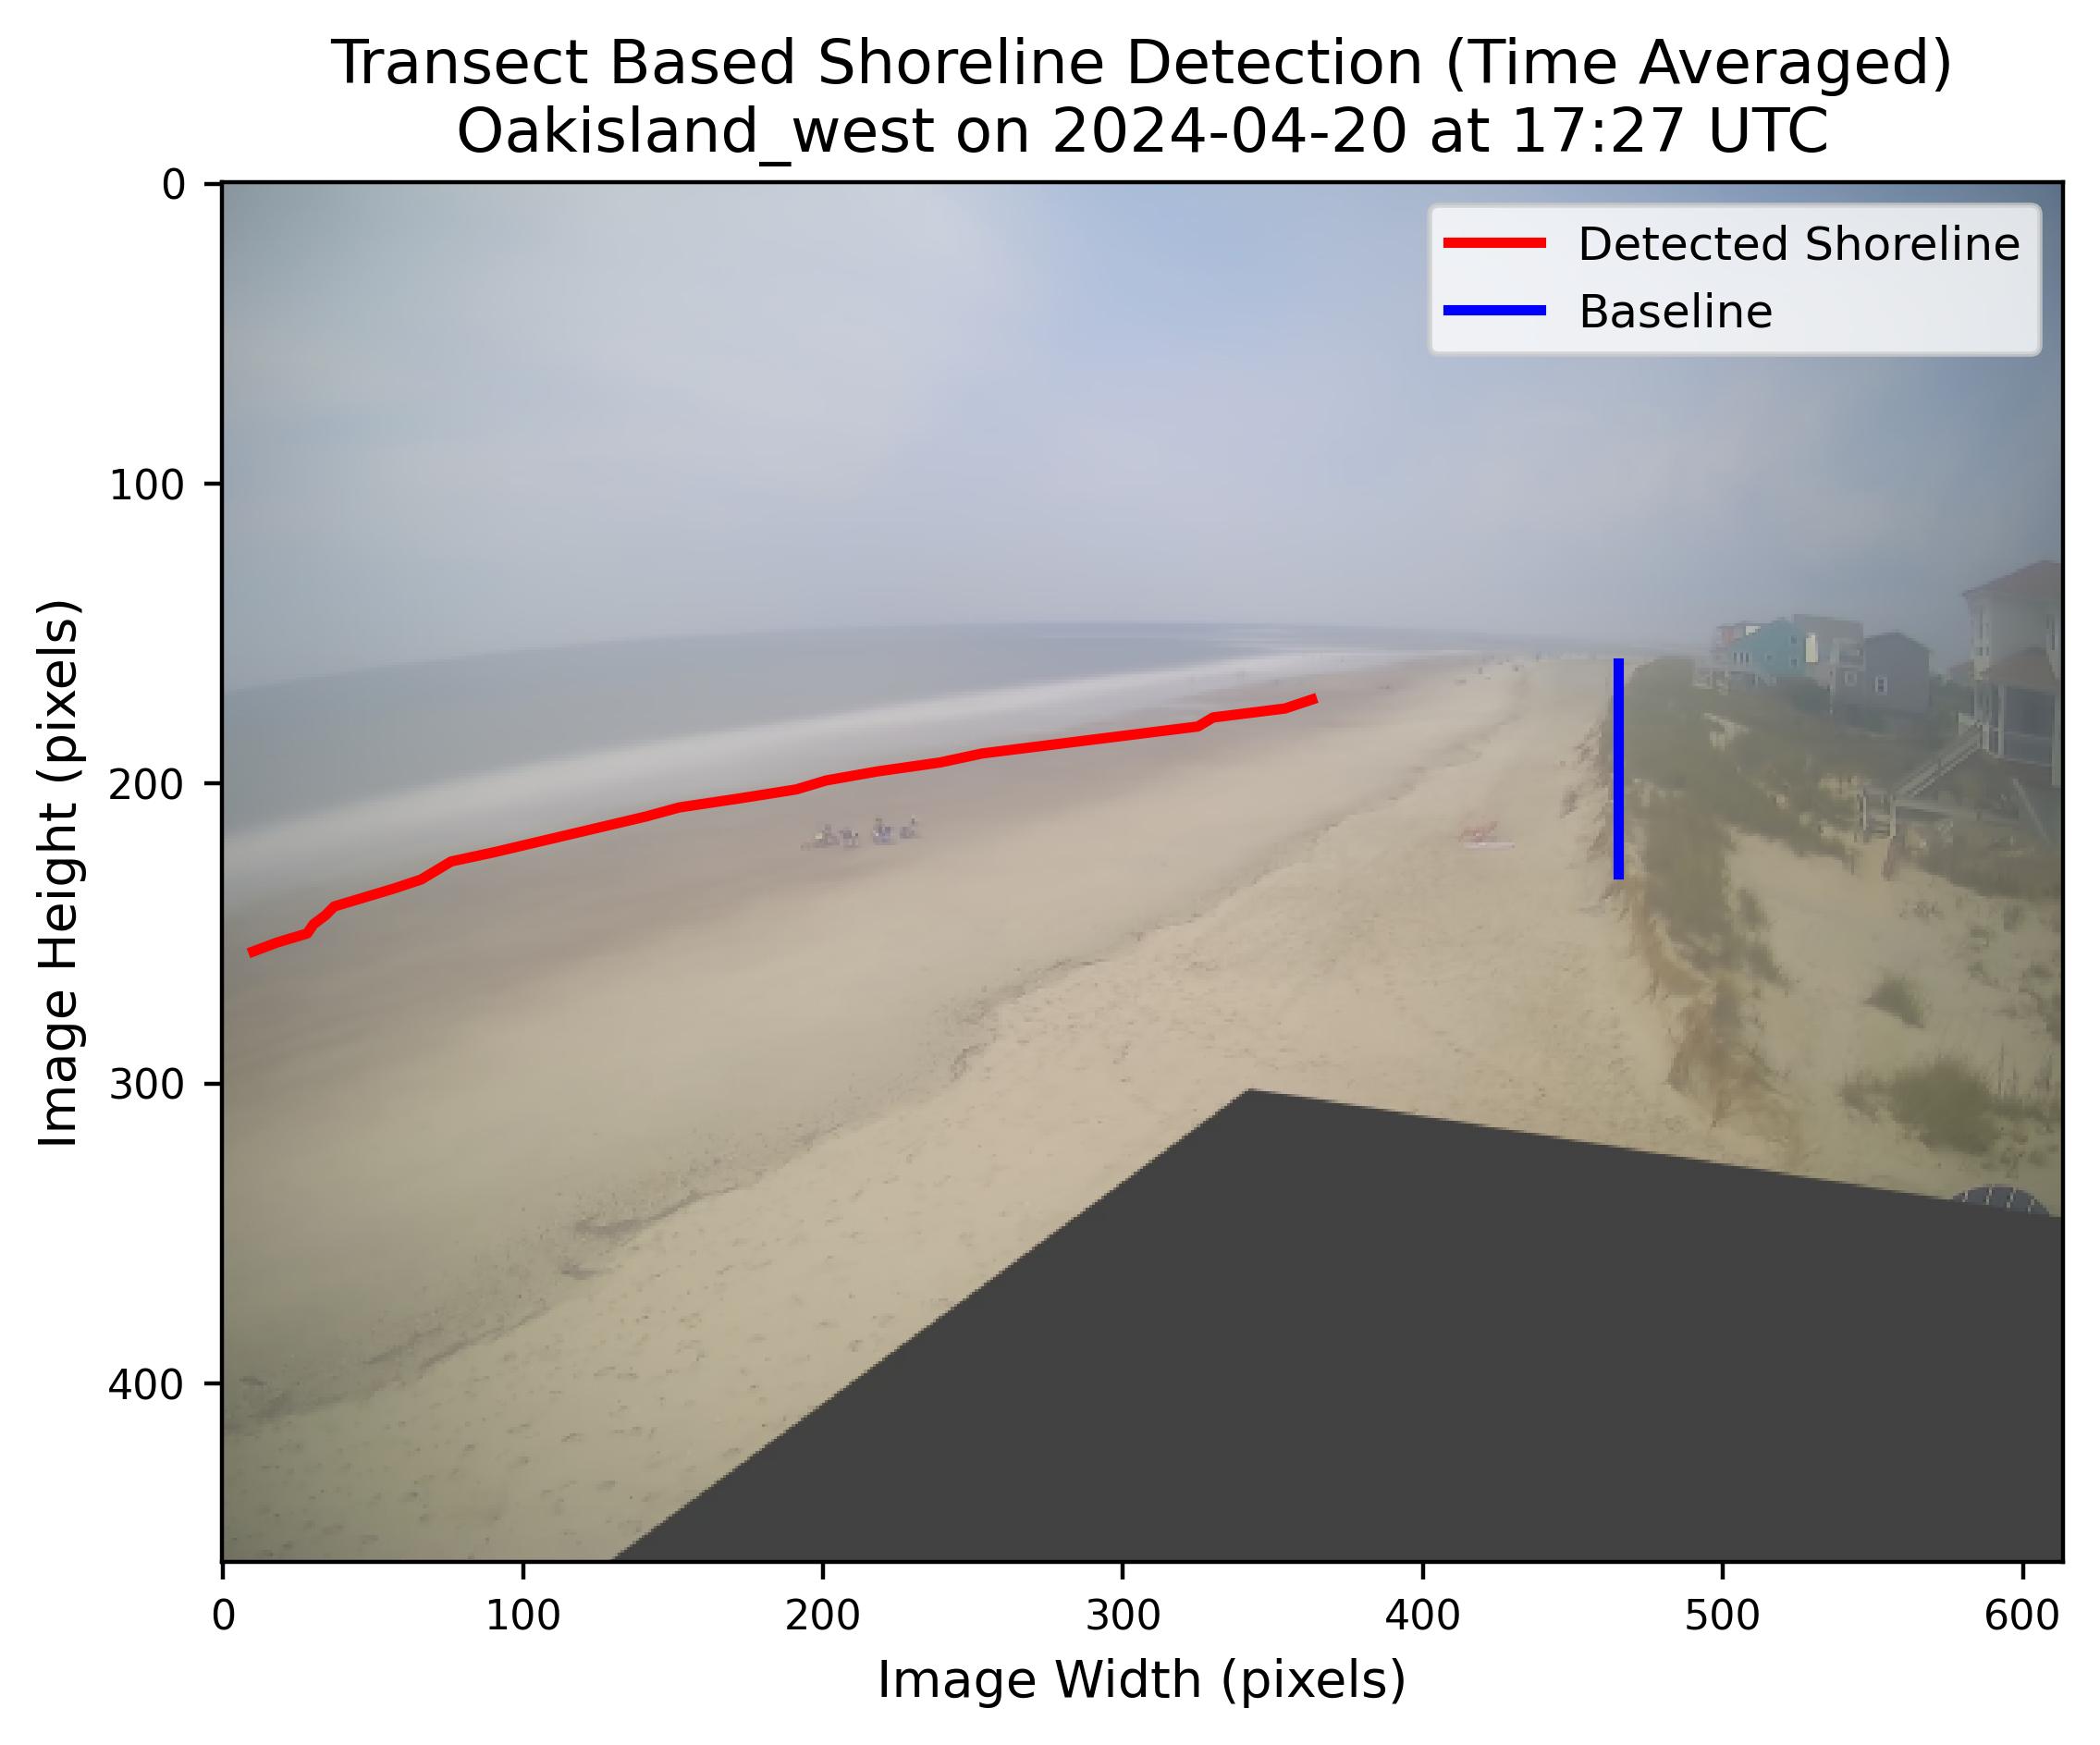 Transect Based Shoreline Detection (Time Averaged)
Oakisland_west on 2024-04-20 at 17:27 UTC
Detected Shoreline
Baseline
Image Height (pixels)
0
100
200
300
400
0 100 200 300 400 500 600
Image Width (pixels)